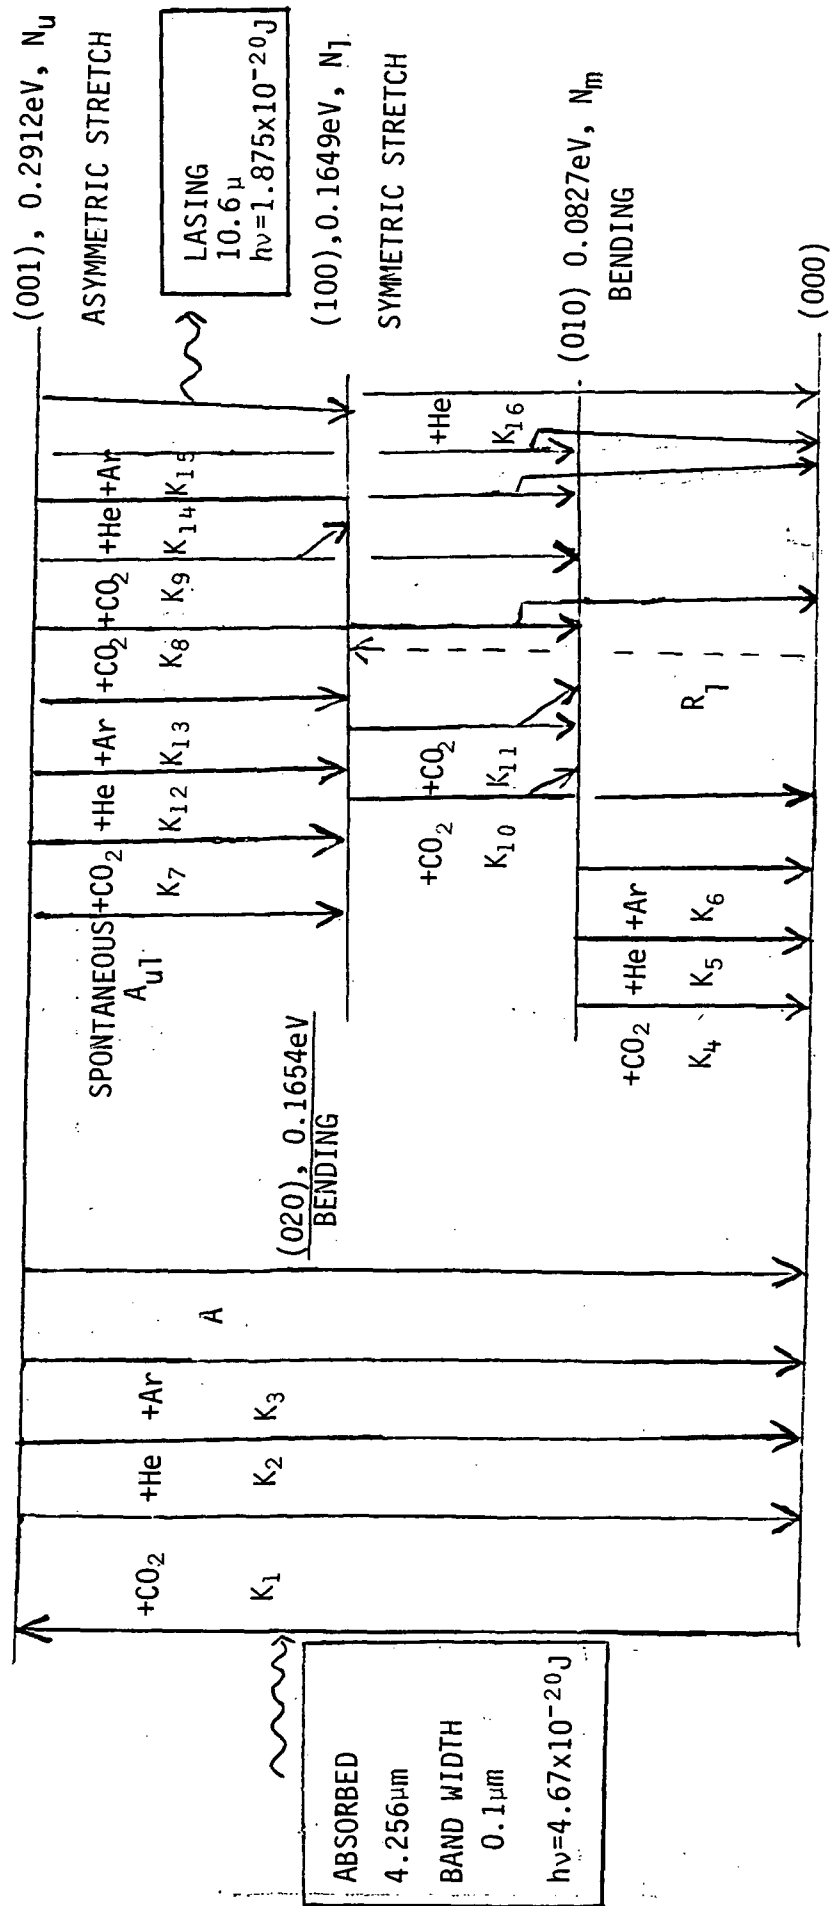 (001), 0.2912eV, Nu
ASYMMETRIC STRETCH
LASING
10.6 μ
hν=1.875x10-20J
(100),0.1649eV, Nl.
SYMMETRIC STRETCH
(010) 0.0827eV, Nm
BENDING
(000)
SPONTANEOUS
Aul
+CO2
K7
+He
K12
+Ar
K13
+CO2
K8
+CO2
K9
+He
K14
+Ar
K15
+CO2
K10
+CO2
K11
+He
K16
R1
+CO2
K4
+He
K5
+Ar
K6
(020), 0.1654eV
BENDING
+CO2
K1
+He
K2
+Ar
K3
A
ABSORBED
4.256μm
BAND WIDTH
0.1μm
hν=4.67x10-20J